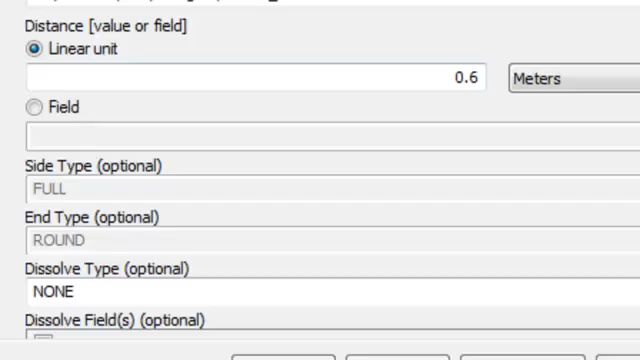 Distance [value or field]
Linear unit
0.6 Meters
Field
Side Type (optional)
FULL
End Type (optional)
ROUND
Dissolve Type (optional)
NONE
Dissolve Field(s) (optional)